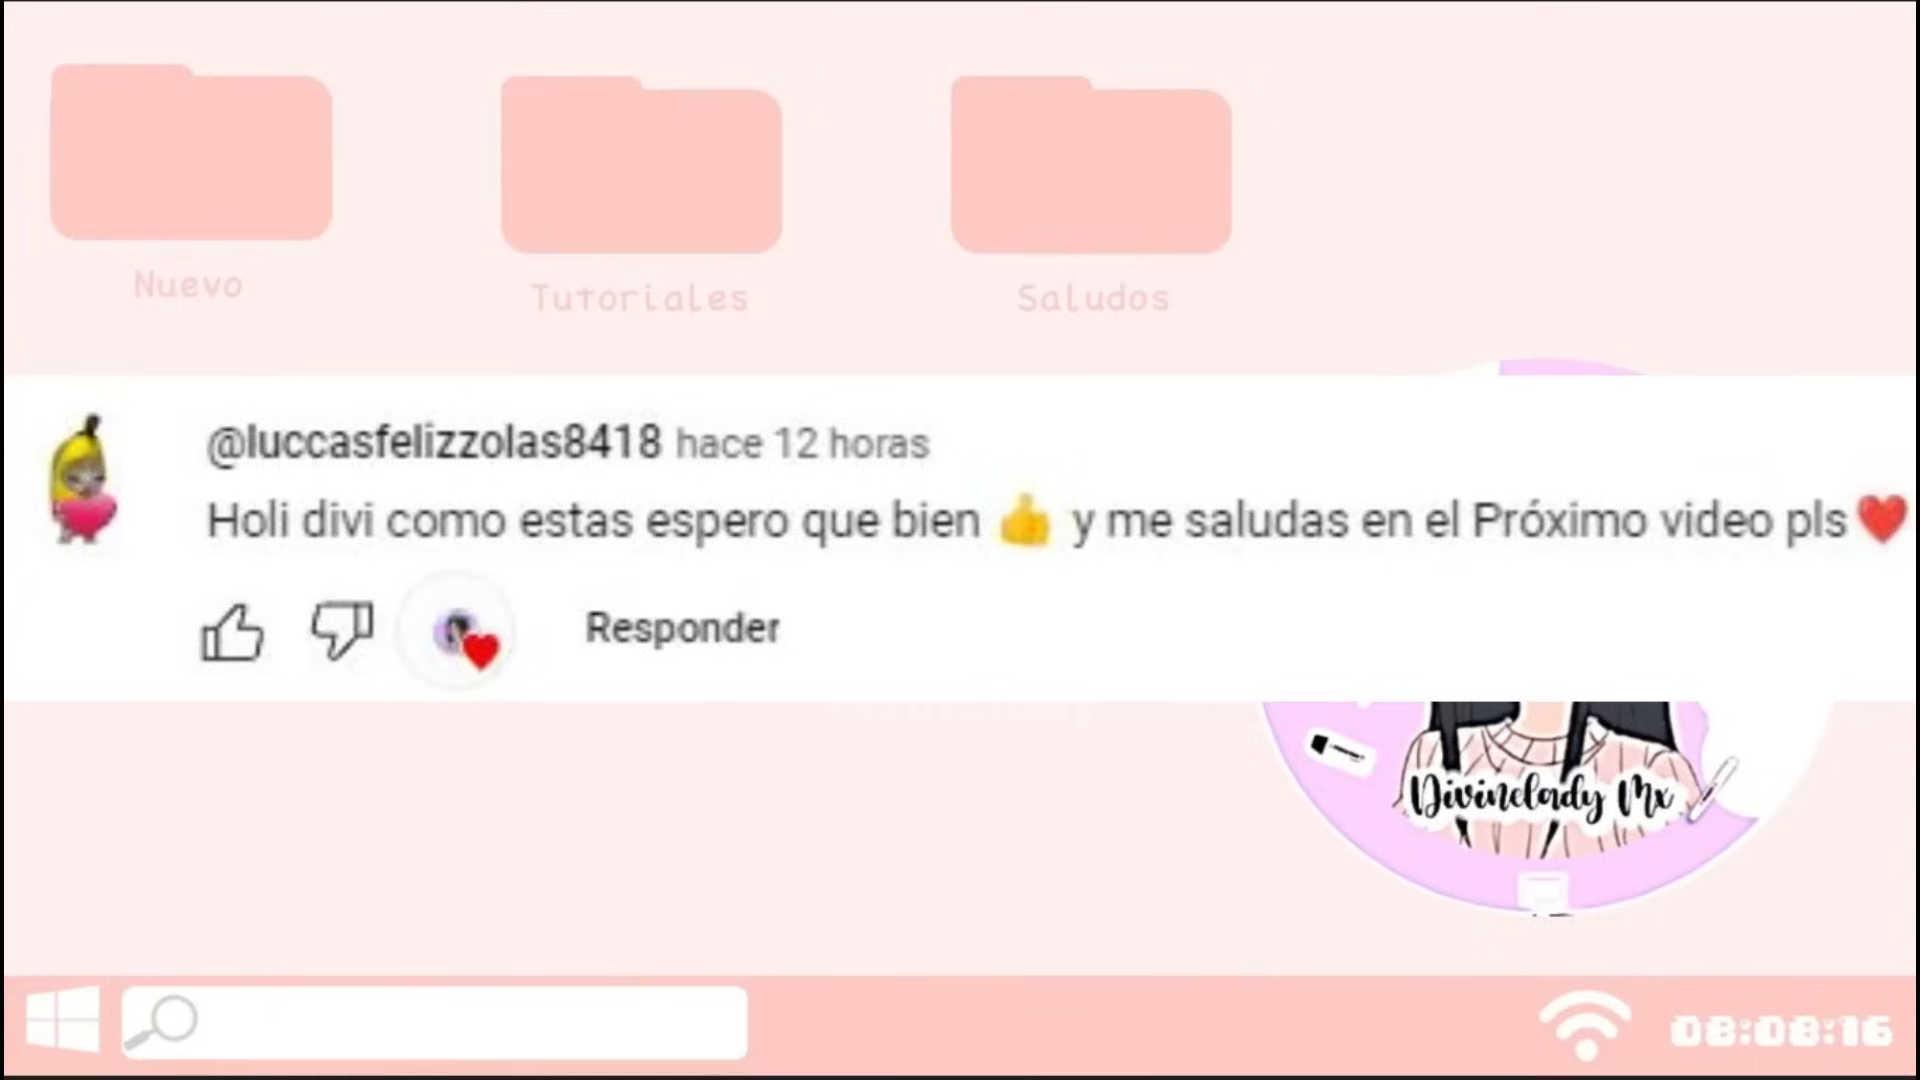 Nuevo
Tutoriales
Saludos
@luccasfelizzolas8418 hace 12 horas
Holi divi como estas espero que bien 👍 y me saludas en el Próximo video pls ❤️
Responder
Divinelady Mx
08:08:16